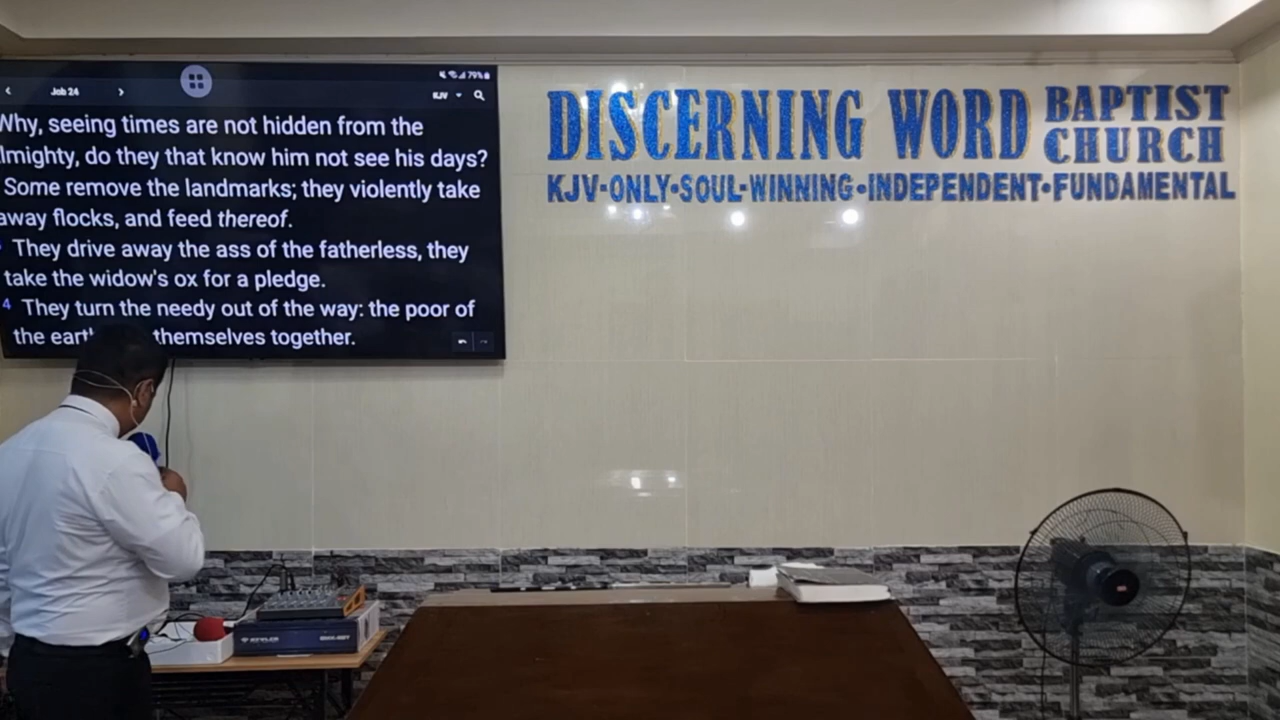 79%
Job 24
KJV
Why, seeing times are not hidden from the
lmighty, do they that know him not see his days?
Some remove the landmarks; they violently take
away flocks, and feed thereof.
They drive away the ass of the fatherless, they
take the widow's ox for a pledge.
4 They turn the needy out of the way: the poor of
the eart themselves together.
DISCERNING WORD BAPTIST CHURCH
KJV-ONLY•SOUL-WINNING•INDEPENDENT•FUNDAMENTAL